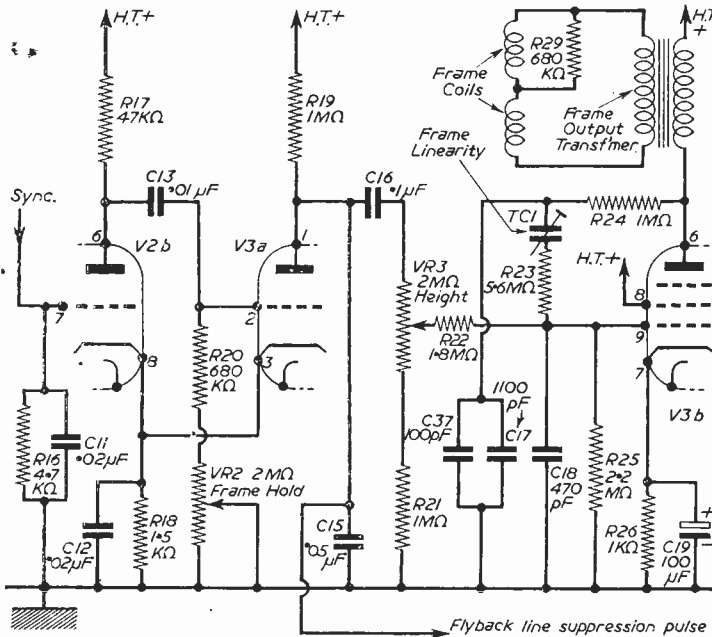 H.T.+
H.T.+
H.T.
+
R17
47KΩ
R19
1MΩ
R29
680
KΩ
Frame
Coils
Frame
Output
Transf'mer
Frame
Linearity
C13
·01μF
C16
·1μF
Sync.
TC1
R24 1MΩ
6
V2b
V3a
1
6
VR3
2MΩ
Height
R23
5·6MΩ
H.T.+
8
7
2
9
R22
1·8MΩ
8
R20
680
KΩ
3
7
V3b
1100
pF
C37
100pF
C17
R16
4·7
KΩ
C11
·02μF
VR2 2MΩ
Frame Hold
C18
470
pF
R25
2·2
MΩ
R21
1MΩ
C12
·02μF
R18
1·5
KΩ
C15
·05
μF
R26
1KΩ
C19
100
μF
+
−
Flyback line suppression pulse